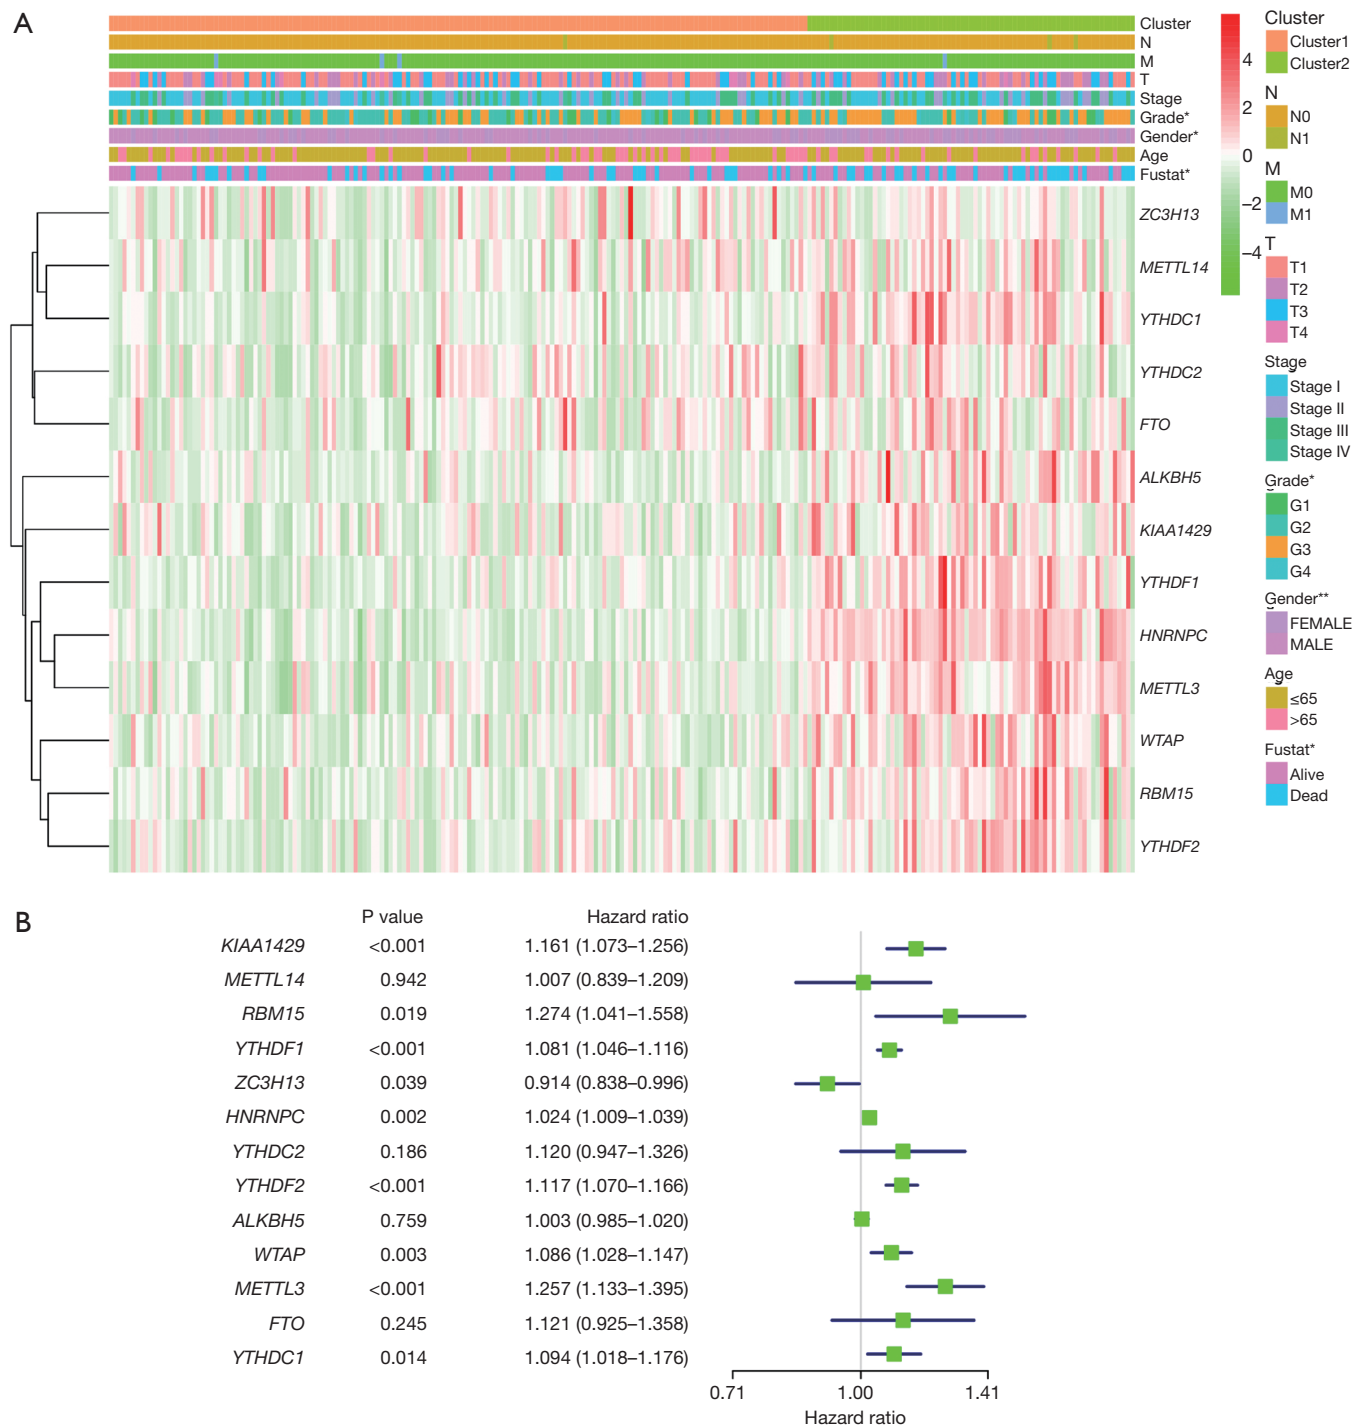 A
Cluster
N
M
T
Stage
Grade*
Gender*
Age
Fustat*
ZC3H13
METTL14
YTHDC1
YTHDC2
FTO
ALKBH5
KIAA1429
YTHDF1
HNRNPC
METTL3
WTAP
RBM15
YTHDF2
4
2
0
−2
−4
Cluster
Cluster1
Cluster2
N
N0
N1
M
M0
M1
T
T1
T2
T3
T4
Stage
Stage I
Stage II
Stage III
Stage IV
Grade*
G1
G2
G3
G4
Gender**
FEMALE
MALE
Age
≤65
>65
Fustat*
Alive
Dead
B
P value Hazard ratio
KIAA1429 <0.001 1.161 (1.073–1.256)
METTL14 0.942 1.007 (0.839–1.209)
RBM15 0.019 1.274 (1.041–1.558)
YTHDF1 <0.001 1.081 (1.046–1.116)
ZC3H13 0.039 0.914 (0.838–0.996)
HNRNPC 0.002 1.024 (1.009–1.039)
YTHDC2 0.186 1.120 (0.947–1.326)
YTHDF2 <0.001 1.117 (1.070–1.166)
ALKBH5 0.759 1.003 (0.985–1.020)
WTAP 0.003 1.086 (1.028–1.147)
METTL3 <0.001 1.257 (1.133–1.395)
FTO 0.245 1.121 (0.925–1.358)
YTHDC1 0.014 1.094 (1.018–1.176)
0.71 1.00 1.41
Hazard ratio